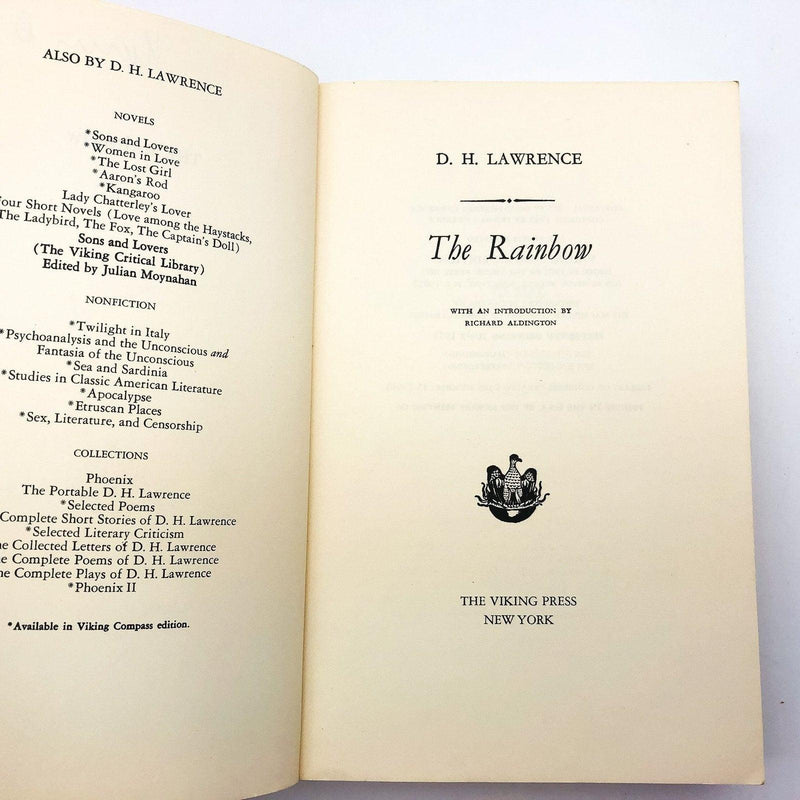 ALSO BY D. H. LAWRENCE
NOVELS
*Sons and Lovers
*Women in Love
*The Lost Girl
*Aaron's Rod
*Kangaroo
Lady Chatterley's Lover
Four Short Novels (Love among the Haystacks,
The Ladybird, The Fox, The Captain's Doll)
Sons and Lovers
(The Viking Critical Library)
Edited by Julian Moynahan
NONFICTION
*Twilight in Italy
*Psychoanalysis and the Unconscious and
Fantasia of the Unconscious
*Sea and Sardinia
*Studies in Classic American Literature
*Apocalypse
*Etruscan Places
*Sex, Literature, and Censorship
COLLECTIONS
Phoenix
The Portable D. H. Lawrence
*Selected Poems
Complete Short Stories of D. H. Lawrence
*Selected Literary Criticism
Collected Letters of D. H. Lawrence
Complete Poems of D. H. Lawrence
Complete Plays of D. H. Lawrence
*Phoenix II
*Available in Viking Compass edition.
D. H. LAWRENCE
The Rainbow
WITH AN INTRODUCTION BY
RICHARD ALDINGTON
THE VIKING PRESS
NEW YORK